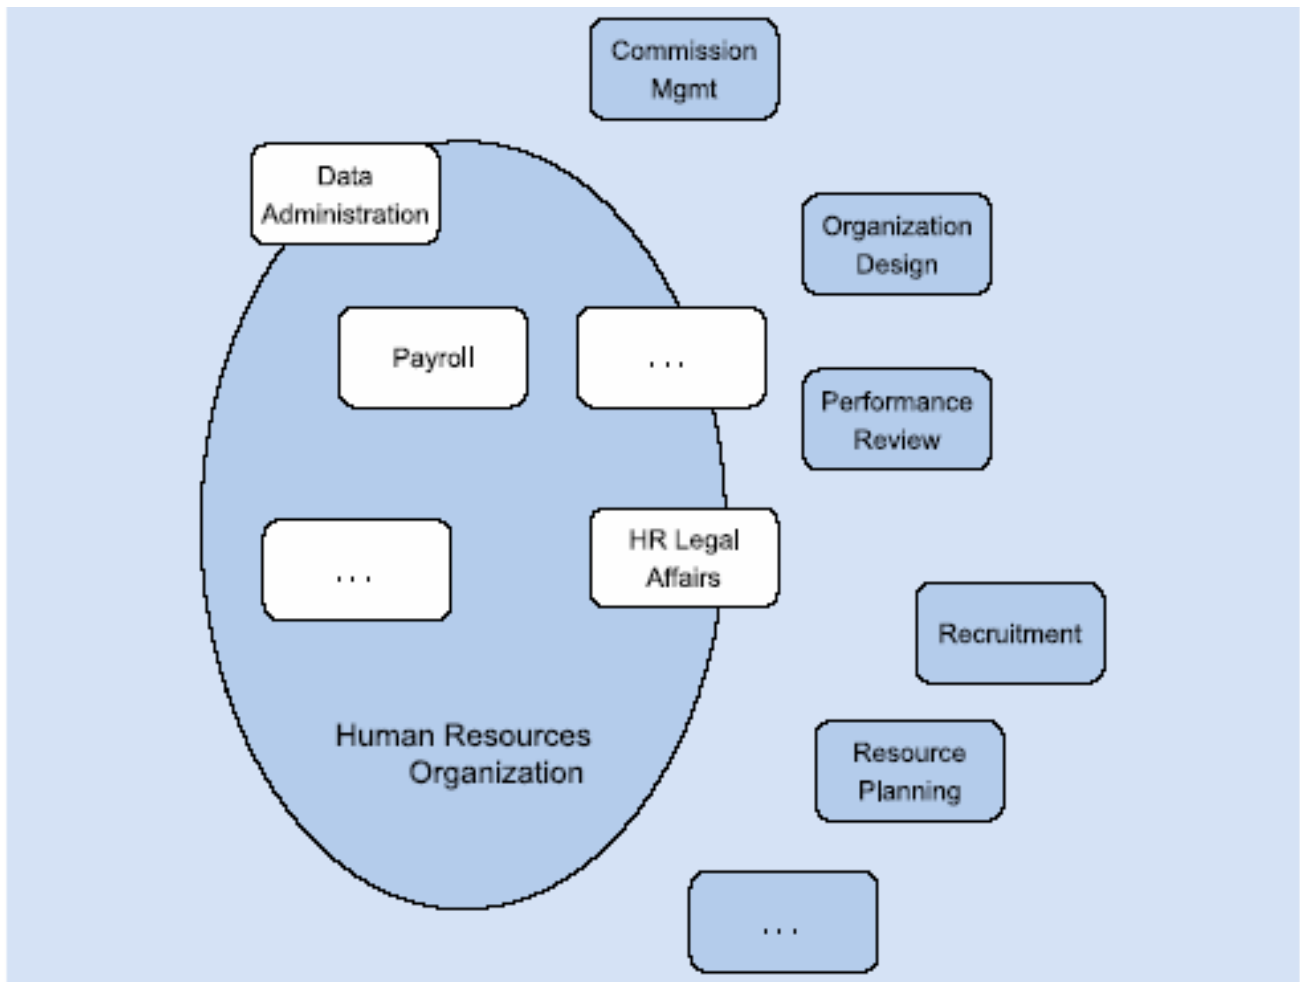 Commission
Mgmt
Data
Administration
Organization
Design
Payroll
...
Performance
Review
...
HR Legal
Affairs
Recruitment
Human Resources
Organization
Resource
Planning
...